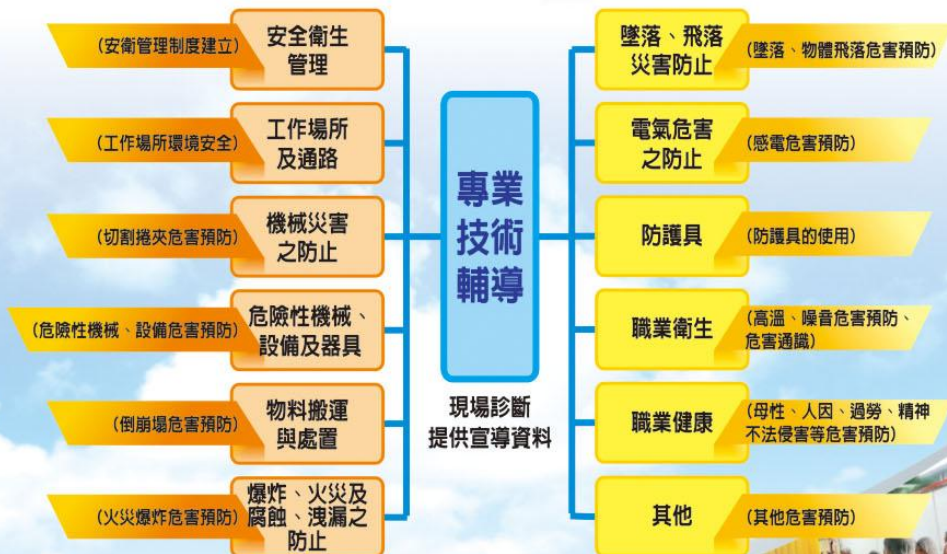 (安衛管理制度建立)
安全衛生
管理
(工作場所環境安全)
工作場所
及通路
(切割捲夾危害預防)
機械災害
之防止
(危險性機械、設備危害預防)
危險性機械、
設備及器具
(倒崩塌危害預防)
物料搬運
與處置
(火災爆炸危害預防)
爆炸、火災及
腐蝕、洩漏之
防止
專業
技術
輔導
現場診斷
提供宣導資料
墜落、飛落
災害防止
(墜落、物體飛落危害預防)
電氣危害
之防止
(感電危害預防)
防護具
(防護具的使用)
職業衛生
(高溫、噪音危害預防、
危害通識)
職業健康
(母性、人因、過勞、精神
不法侵害等危害預防)
其他
(其他危害預防)